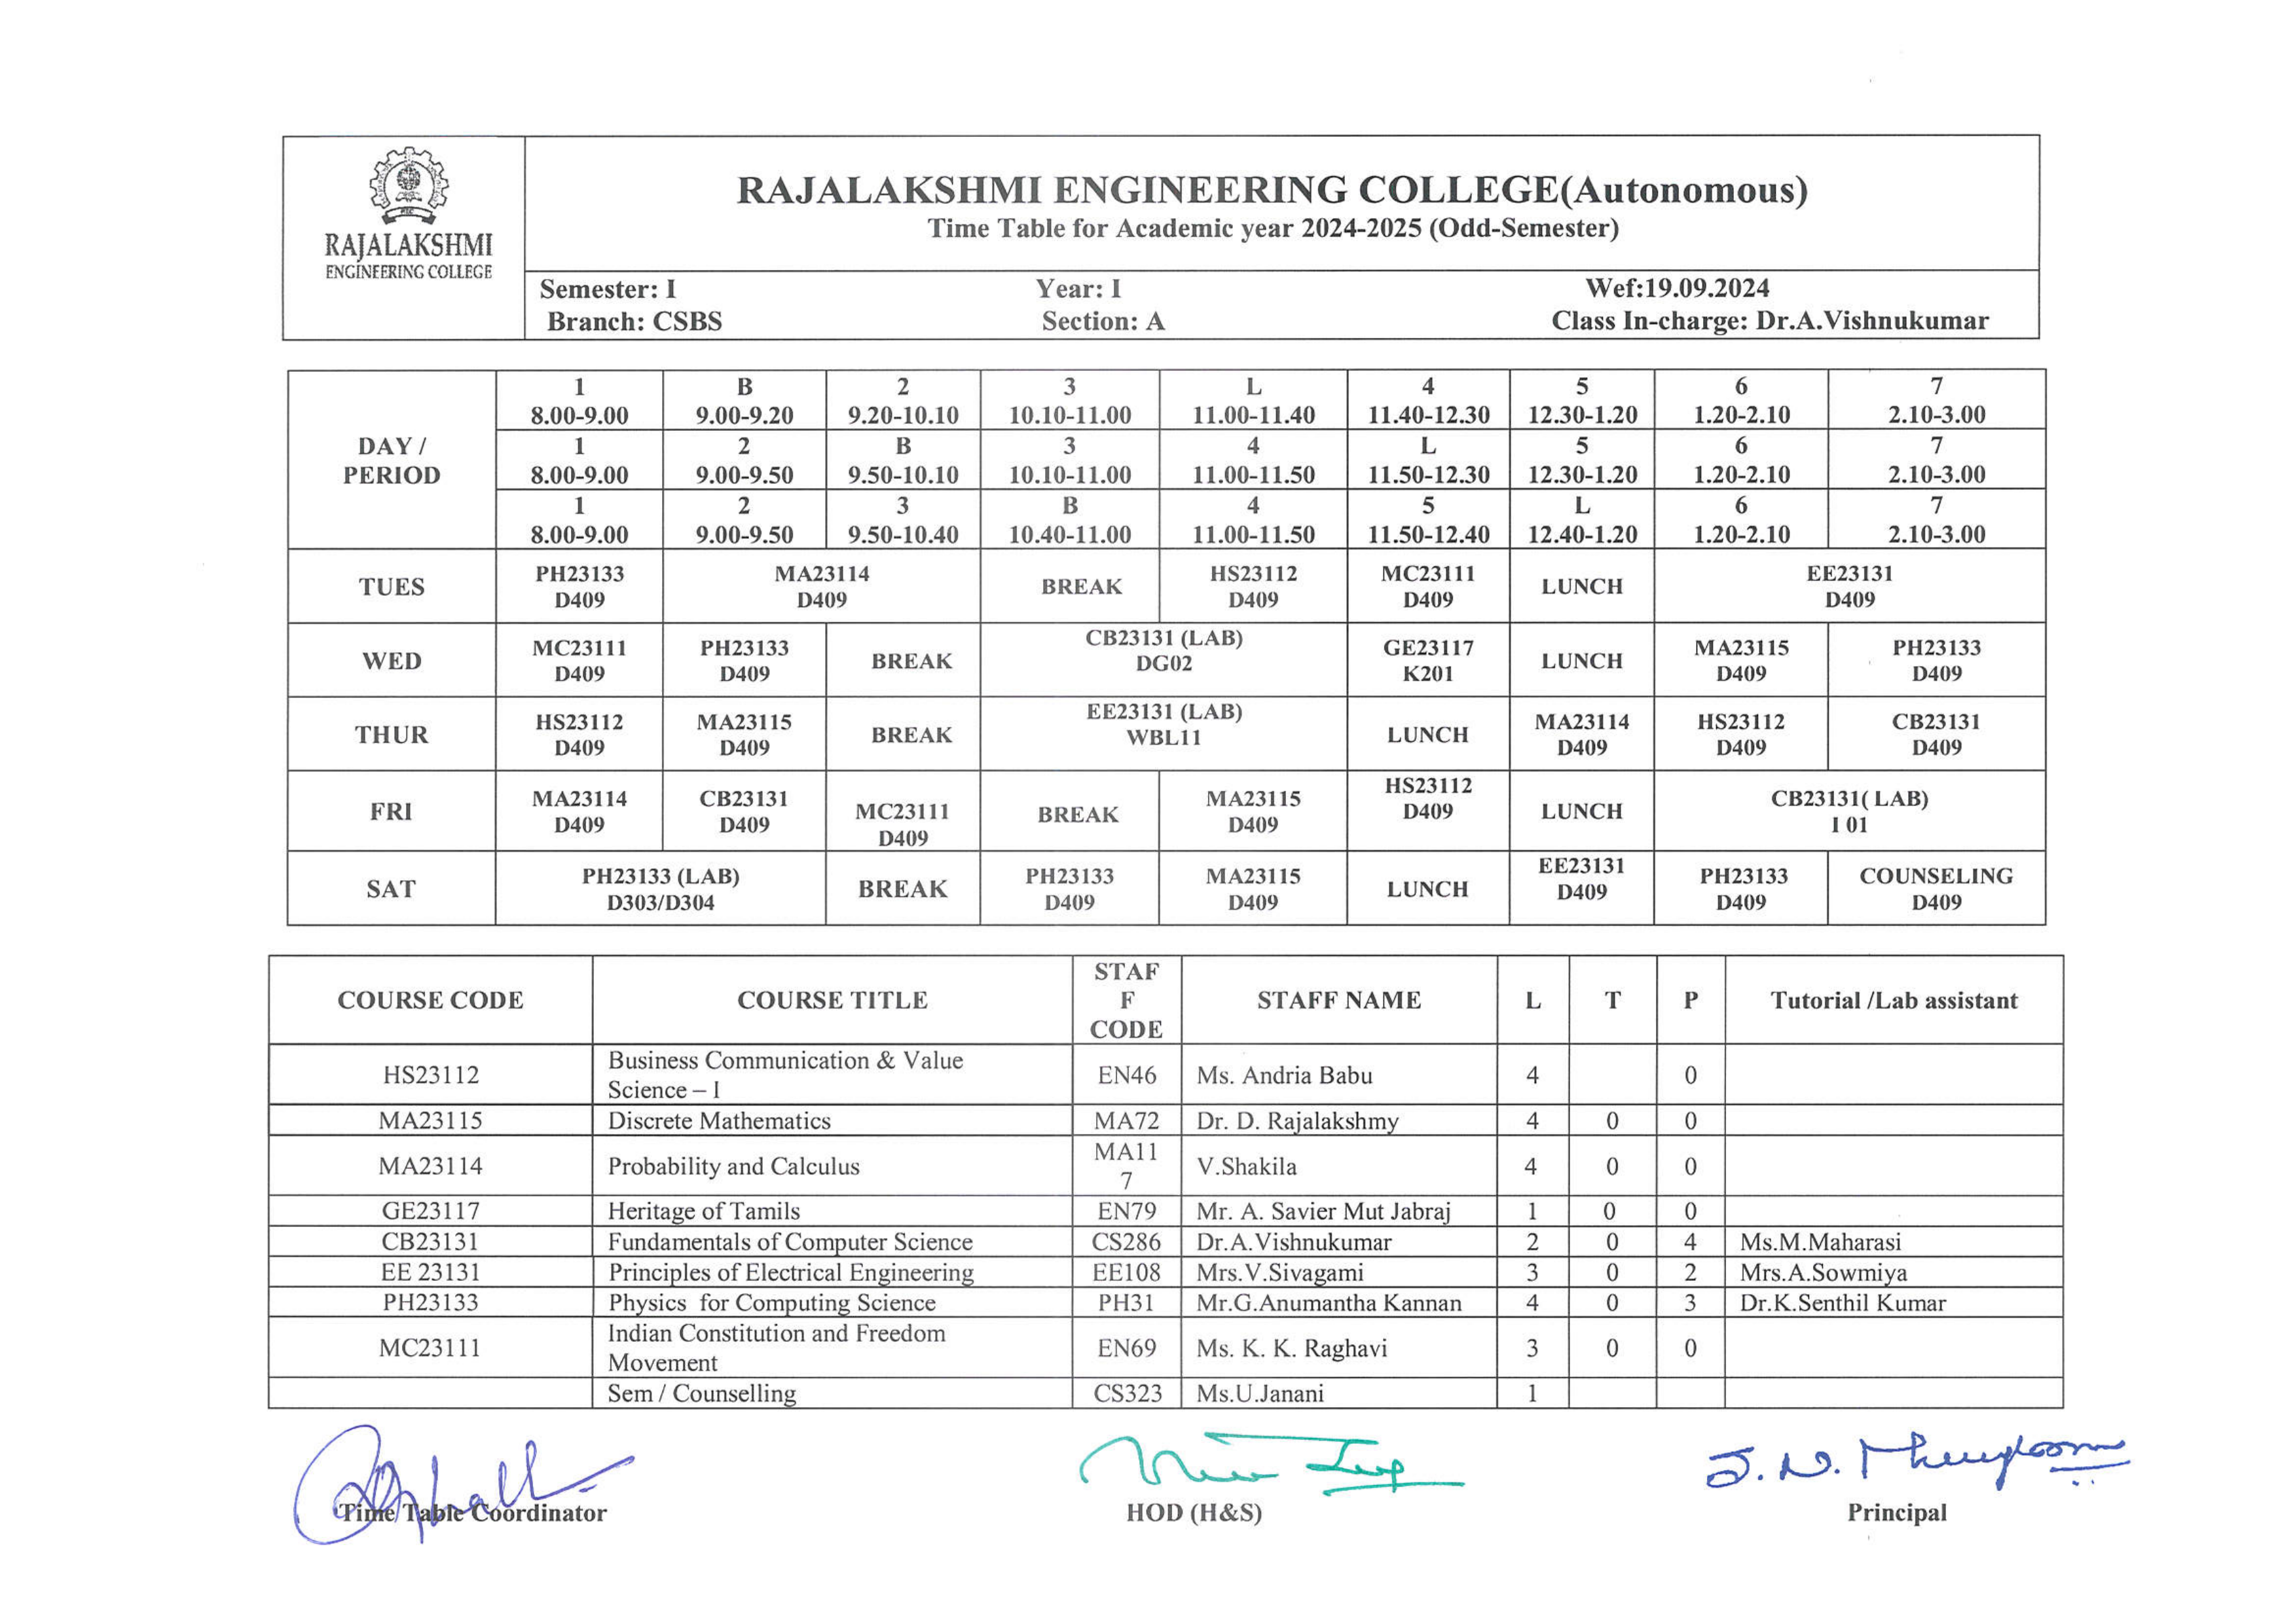 RAJALAKSHMI
ENGINEERING COLLEGE
RAJALAKSHMI ENGINEERING COLLEGE(Autonomous)
Time Table for Academic year 2024-2025 (Odd-Semester)
Semester: I Year: I Wef:19.09.2024
Branch: CSBS Section: A Class In-charge: Dr.A.Vishnukumar
DAY / PERIOD
1 B 2 3 L 4 5 6 7
8.00-9.00 9.00-9.20 9.20-10.10 10.10-11.00 11.00-11.40 11.40-12.30 12.30-1.20 1.20-2.10 2.10-3.00
1 2 B 3 4 L 5 6 7
8.00-9.00 9.00-9.50 9.50-10.10 10.10-11.00 11.00-11.50 11.50-12.30 12.30-1.20 1.20-2.10 2.10-3.00
1 2 3 B 4 5 L 6 7
8.00-9.00 9.00-9.50 9.50-10.40 10.40-11.00 11.00-11.50 11.50-12.40 12.40-1.20 1.20-2.10 2.10-3.00
TUES PH23133 D409 MA23114 D409 BREAK HS23112 D409 MC23111 D409 LUNCH EE23131 D409
WED MC23111 D409 PH23133 D409 BREAK CB23131 (LAB) DG02 GE23117 K201 LUNCH MA23115 D409 PH23133 D409
THUR HS23112 D409 MA23115 D409 BREAK EE23131 (LAB) WBL11 LUNCH MA23114 D409 HS23112 D409 CB23131 D409
FRI MA23114 D409 CB23131 D409 MC23111 D409 BREAK MA23115 D409 HS23112 D409 LUNCH CB23131( LAB) I 01
SAT PH23133 (LAB) D303/D304 BREAK PH23133 D409 MA23115 D409 LUNCH EE23131 D409 PH23133 D409 COUNSELING D409
COURSE CODE COURSE TITLE STAFF CODE STAFF NAME L T P Tutorial /Lab assistant
HS23112 Business Communication & Value Science – I EN46 Ms. Andria Babu 4 0
MA23115 Discrete Mathematics MA72 Dr. D. Rajalakshmy 4 0 0
MA23114 Probability and Calculus MA117 V.Shakila 4 0 0
GE23117 Heritage of Tamils EN79 Mr. A. Savier Mut Jabraj 1 0 0
CB23131 Fundamentals of Computer Science CS286 Dr.A.Vishnukumar 2 0 4 Ms.M.Maharasi
EE 23131 Principles of Electrical Engineering EE108 Mrs.V.Sivagami 3 0 2 Mrs.A.Sowmiya
PH23133 Physics for Computing Science PH31 Mr.G.Anumantha Kannan 4 0 3 Dr.K.Senthil Kumar
MC23111 Indian Constitution and Freedom Movement EN69 Ms. K. K. Raghavi 3 0 0
Sem / Counselling CS323 Ms.U.Janani 1
Time Table Coordinator HOD (H&S) Principal